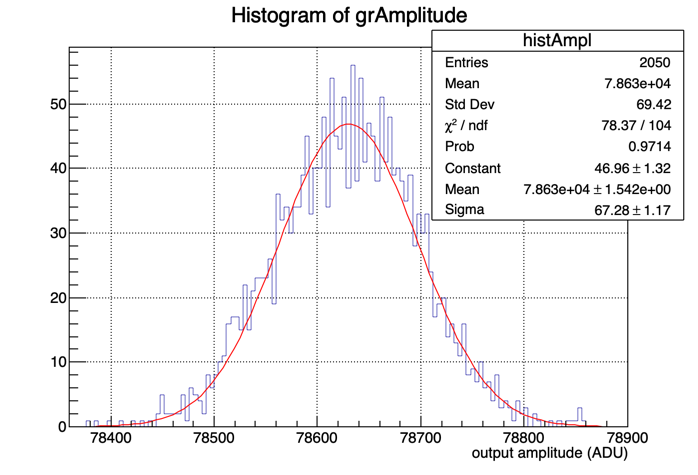 Histogram of grAmplitude
histAmpl
Entries 2050
Mean 7.863e+04
Std Dev 69.42
χ² / ndf 78.37 / 104
Prob 0.9714
Constant 46.96 ± 1.32
Mean 7.863e+04 ± 1.542e+00
Sigma 67.28 ± 1.17
50
40
30
20
10
0
78400 78500 78600 78700 78800 78900
output amplitude (ADU)